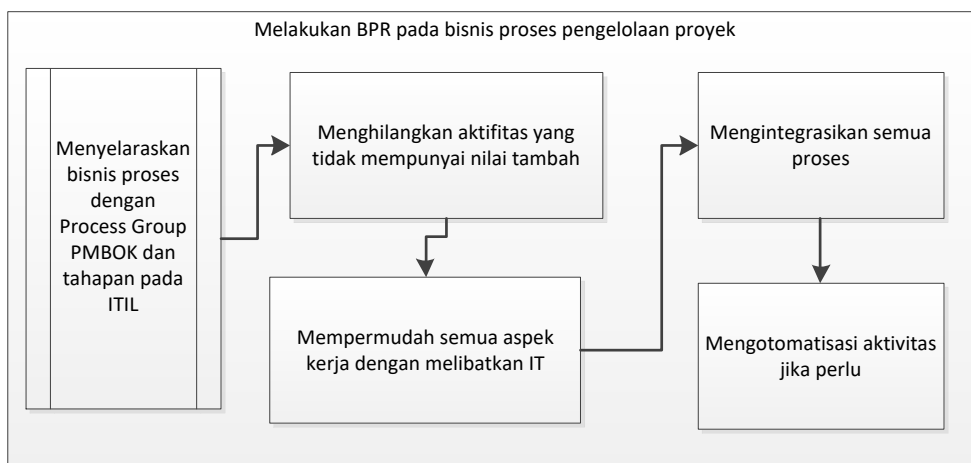 Melakukan BPR pada bisnis proses pengelolaan proyek
Menyelaraskan
bisnis proses
dengan
Process Group
PMBOK dan
tahapan pada
ITIL
Menghilangkan aktifitas yang
tidak mempunyai nilai tambah
Mempermudah semua aspek
kerja dengan melibatkan IT
Mengintegrasikan semua
proses
Mengotomatisasi aktivitas
jika perlu